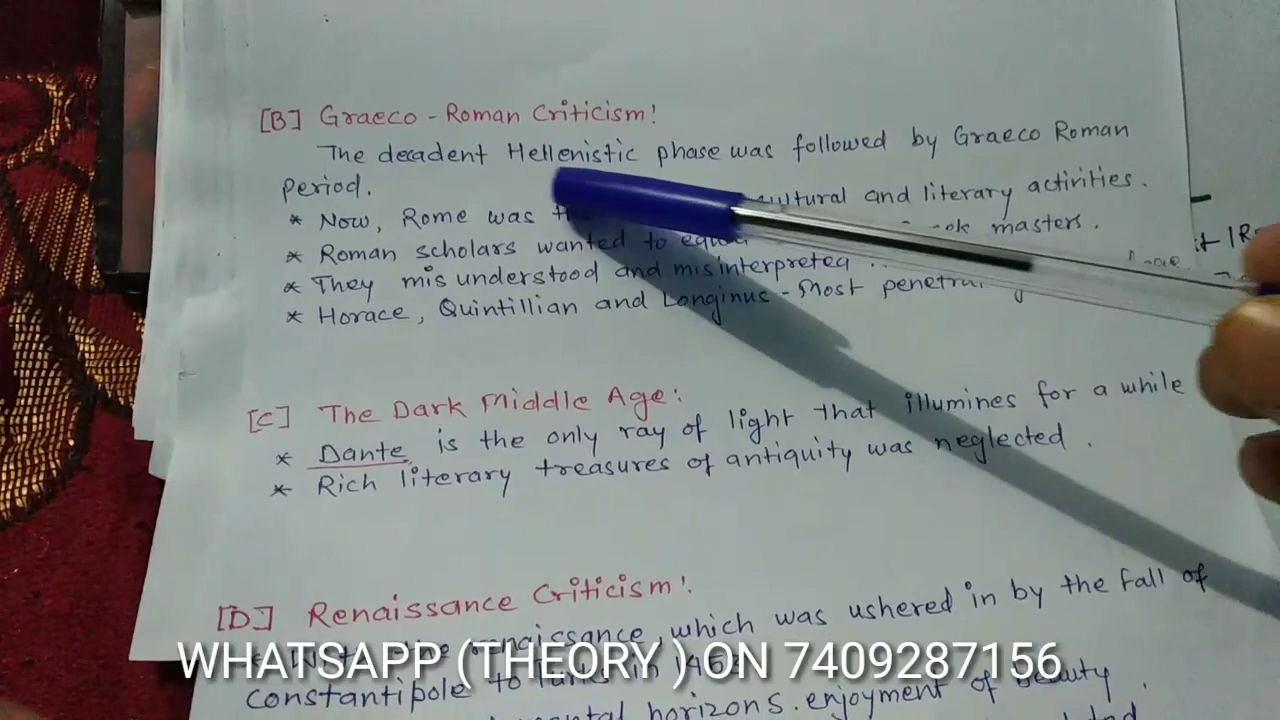 [B] Graeco - Roman Criticism!
The decadent Hellenistic phase was followed by Graeco Roman
Period.
* Now, Rome was cultural and literary activities.
* Roman scholars wanted to masters.
* They misunderstood and misinterpreted
* Horace, Quintillian and Longinus - Most
[C] The Dark Middle Age:
* Dante is the only ray of light that illumines for a while
* Rich literary treasures of antiquity was neglected.
[D] Renaissance Criticism!
renaissance, which was ushered in by the fall of
constantipole to Turks in 1453
horizons. enjoyment of beauty
WHATSAPP (THEORY ) ON 7409287156